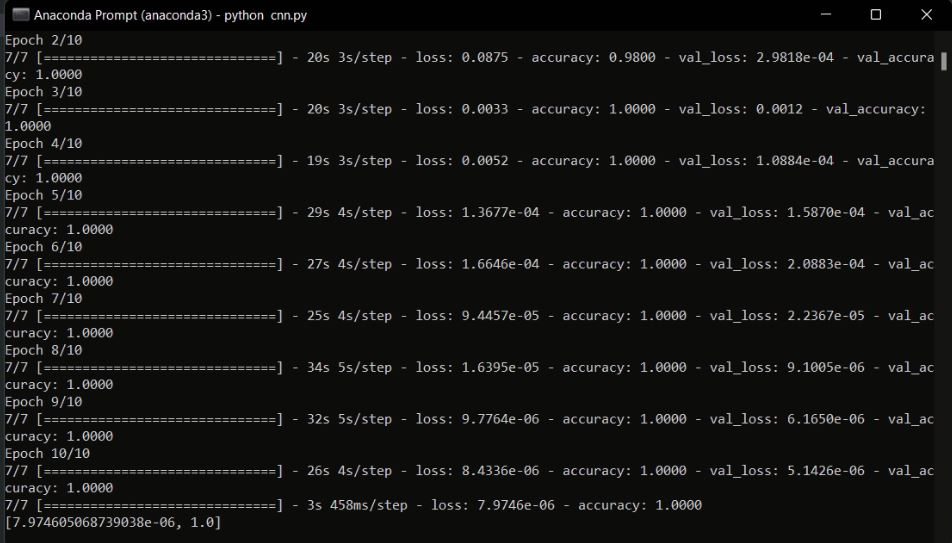 Anaconda Prompt (anaconda3) - python  cnn.py
Epoch 2/10
7/7 [==============================] - 20s 3s/step - loss: 0.0875 - accuracy: 0.9800 - val_loss: 2.9818e-04 - val_accura
cy: 1.0000
Epoch 3/10
7/7 [==============================] - 20s 3s/step - loss: 0.0033 - accuracy: 1.0000 - val_loss: 0.0012 - val_accuracy:
1.0000
Epoch 4/10
7/7 [==============================] - 19s 3s/step - loss: 0.0052 - accuracy: 1.0000 - val_loss: 1.0884e-04 - val_accura
cy: 1.0000
Epoch 5/10
7/7 [==============================] - 29s 4s/step - loss: 1.3677e-04 - accuracy: 1.0000 - val_loss: 1.5870e-04 - val_ac
curacy: 1.0000
Epoch 6/10
7/7 [==============================] - 27s 4s/step - loss: 1.6646e-04 - accuracy: 1.0000 - val_loss: 2.0883e-04 - val_ac
curacy: 1.0000
Epoch 7/10
7/7 [==============================] - 25s 4s/step - loss: 9.4457e-05 - accuracy: 1.0000 - val_loss: 2.2367e-05 - val_ac
curacy: 1.0000
Epoch 8/10
7/7 [==============================] - 34s 5s/step - loss: 1.6395e-05 - accuracy: 1.0000 - val_loss: 9.1005e-06 - val_ac
curacy: 1.0000
Epoch 9/10
7/7 [==============================] - 32s 5s/step - loss: 9.7764e-06 - accuracy: 1.0000 - val_loss: 6.1650e-06 - val_ac
curacy: 1.0000
Epoch 10/10
7/7 [==============================] - 26s 4s/step - loss: 8.4336e-06 - accuracy: 1.0000 - val_loss: 5.1426e-06 - val_ac
curacy: 1.0000
7/7 [==============================] - 3s 458ms/step - loss: 7.9746e-06 - accuracy: 1.0000
[7.974605068739038e-06, 1.0]